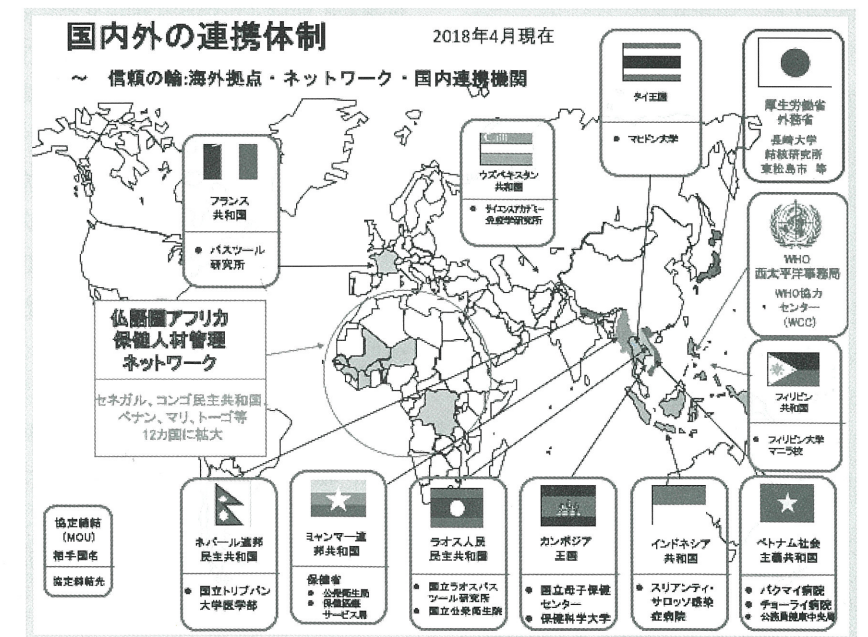 国内外の連携体制
2018年4月現在
～ 信頼の輪:海外拠点・ネットワーク・国内連携機関
フランス
共和国
● パスツール
研究所
ウズベキスタン
共和国
● サイエンスアカデミー
免疫学研究所
タイ王国
● マヒドン大学
厚生労働省
外務省
長崎大学
結核研究所
東松島市 等
WHO
西太平洋事務局
WHO協力
・ センター
(WCC)
フィリピン
共和国
● フィリピン大学
マニラ校
仏語圏アフリカ
保健人材管理
ネットワーク
セネガル、コンゴ民主共和国、
ベナン、マリ、トーゴ等
12カ国に拡大
協定締結
(MOU)
相手国名
協定締結先
ネパール連邦
民主共和国
● 国立トリブバン
大学医学部
ミャンマー連
邦共和国
保健省
● 公衆衛生局
● 保健医療
サービス局
ラオス人民
民主共和国
● 国立ラオスパス
ツール研究所
● 国立公衆衛生院
カンボジア
王国
● 国立母子保健
センター
● 保健科学大学
インドネシア
共和国
● スリアンティ・
サロッソ感染
症病院
ベトナム社会
主義共和国
● バクマイ病院
● チョーライ病院
● 公務員健康中央局